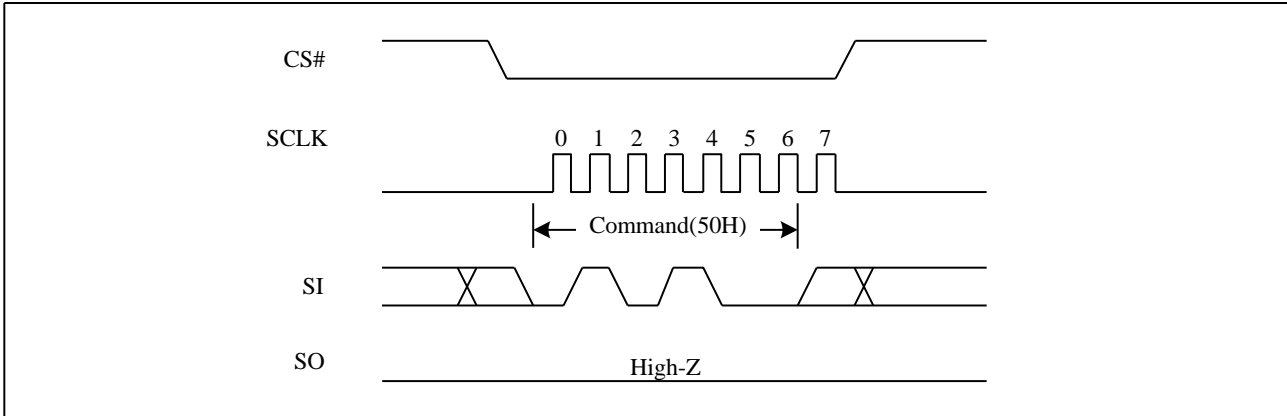 CS#
SCLK
0 1 2 3 4 5 6 7
Command(50H)
SI
SO
High-Z